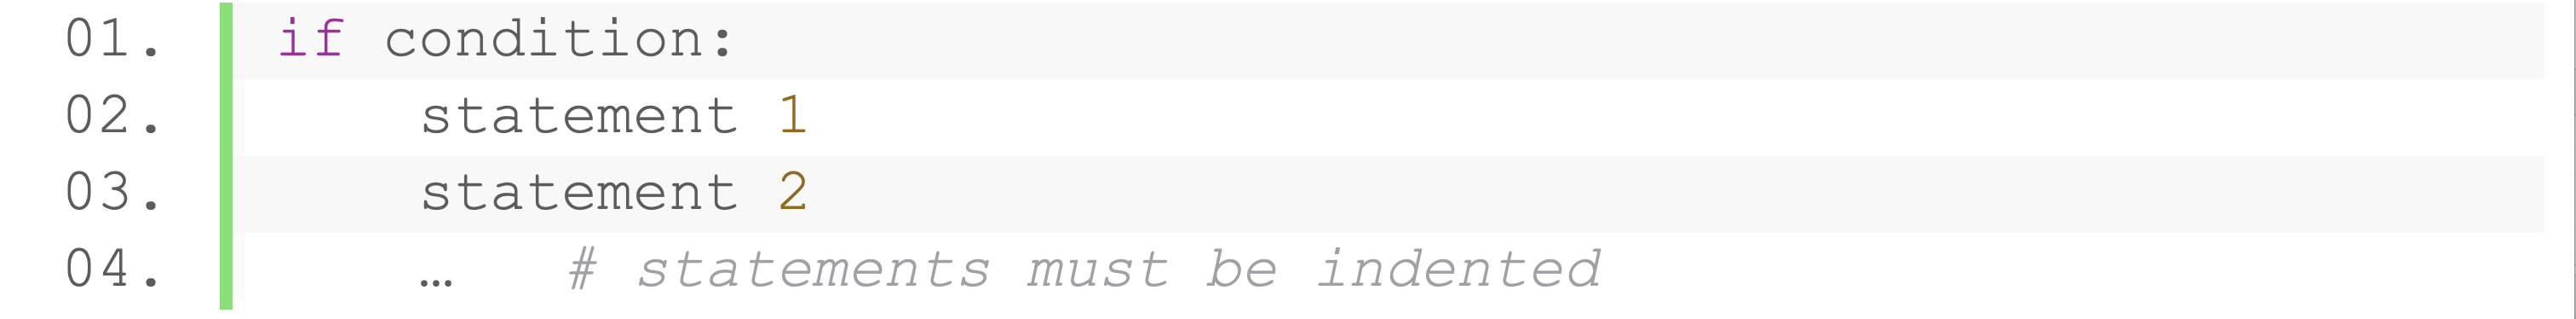 01. if condition:
02.     statement 1
03.     statement 2
04.     …   # statements must be indented